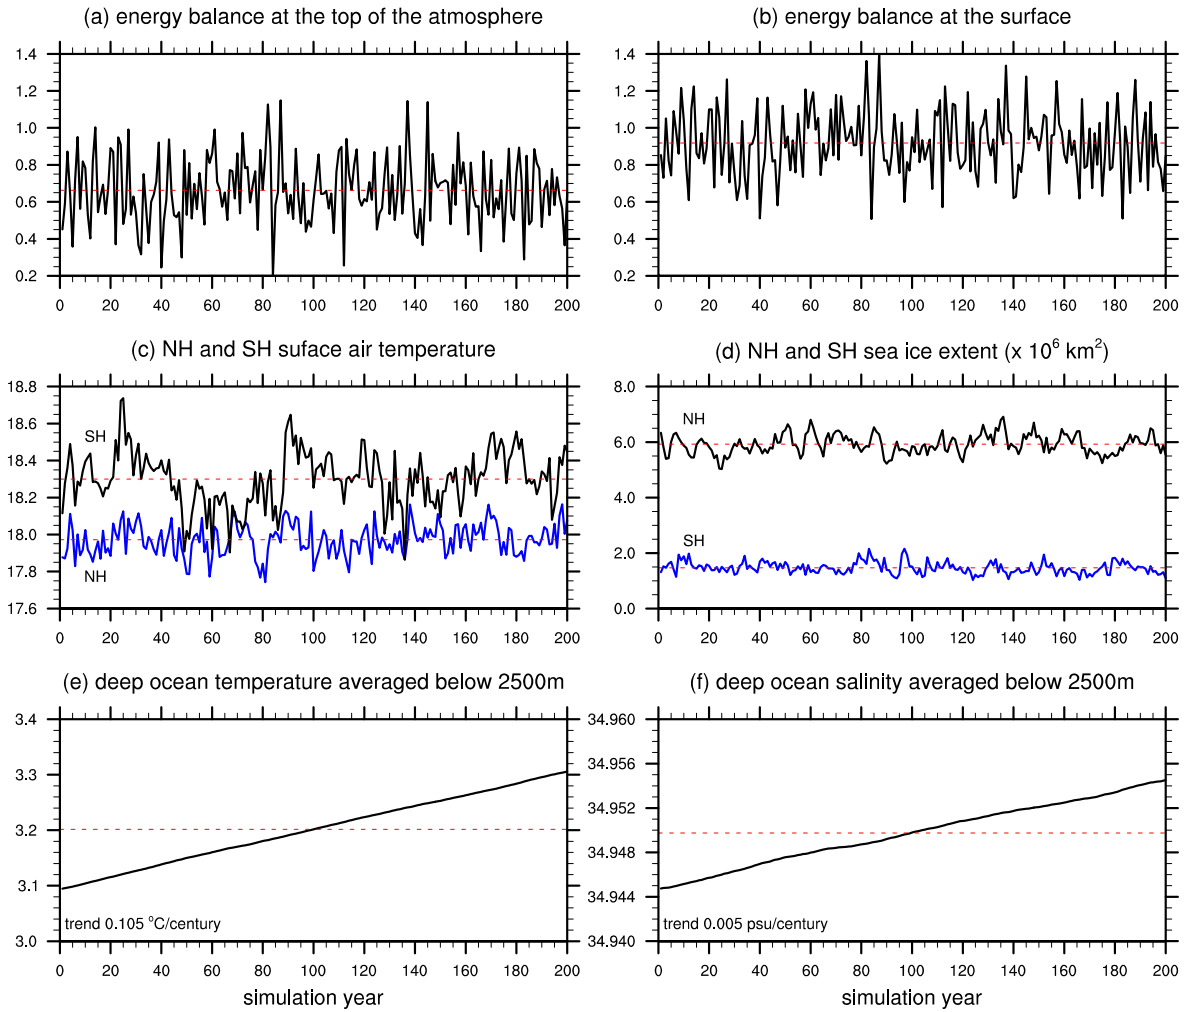 (a) energy balance at the top of the atmosphere
(b) energy balance at the surface
1.4
1.2
1.0
0.8
0.6
0.4
0.2
0 20 40 60 80 100 120 140 160 180 200
1.4
1.2
1.0
0.8
0.6
0.4
0.2
0 20 40 60 80 100 120 140 160 180 200
(c) NH and SH suface air temperature
(d) NH and SH sea ice extent (x 10⁶ km²)
18.8
18.6
18.4
18.2
18.0
17.8
17.6
SH
NH
0 20 40 60 80 100 120 140 160 180 200
8.0
6.0
4.0
2.0
0.0
NH
SH
0 20 40 60 80 100 120 140 160 180 200
(e) deep ocean temperature averaged below 2500m
(f) deep ocean salinity averaged below 2500m
3.4
3.3
3.2
3.1
3.0
trend 0.105 °C/century
0 20 40 60 80 100 120 140 160 180 200
simulation year
34.960
34.956
34.952
34.948
34.944
34.940
trend 0.005 psu/century
0 20 40 60 80 100 120 140 160 180 200
simulation year